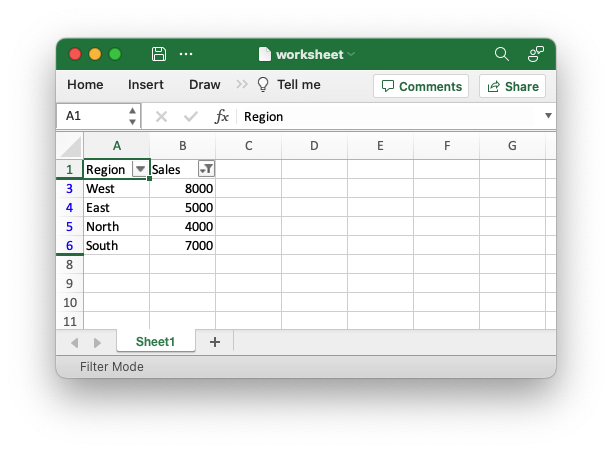 worksheet
Home Insert Draw Tell me Comments Share
A1 fx Region
A B C D E F G
1 Region Sales
3 West 8000
4 East 5000
5 North 4000
6 South 7000
8
9
10
11
Sheet1 +
Filter Mode